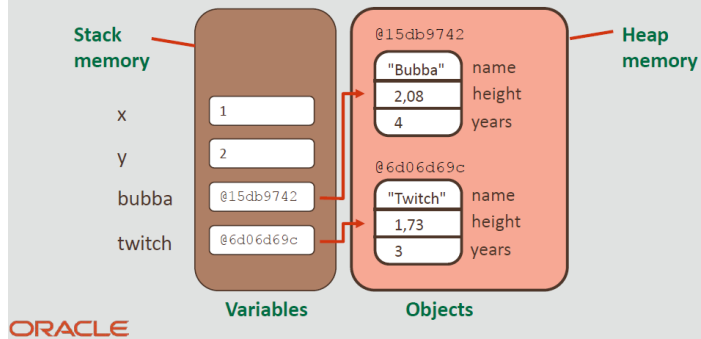 Stack
memory
x
1
y
2
bubba
@15db9742
twitch
@6d06d69c
Variables
@15db9742
"Bubba" name
2,08 height
4 years
@6d06d69c
"Twitch" name
1,73 height
3 years
Objects
Heap
memory
ORACLE